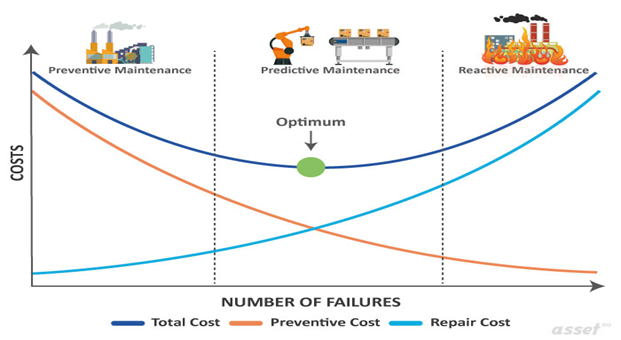 Preventive Maintenance
Predictive Maintenance
Reactive Maintenance
Optimum
COSTS
NUMBER OF FAILURES
Total Cost
Preventive Cost
Repair Cost
asset